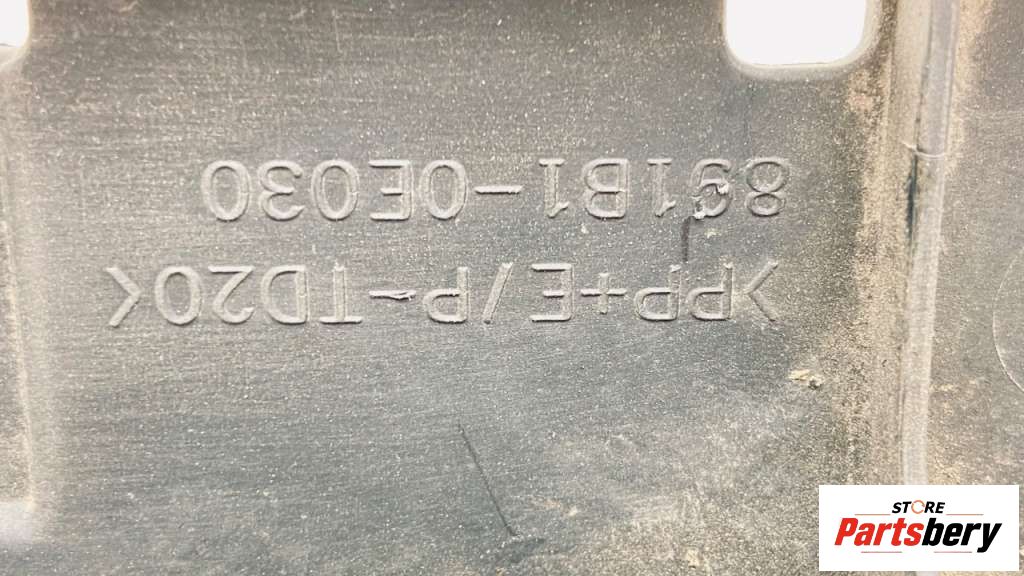 >PP+E/P-TD20<
891B1-0E030
STORE
Partsbery